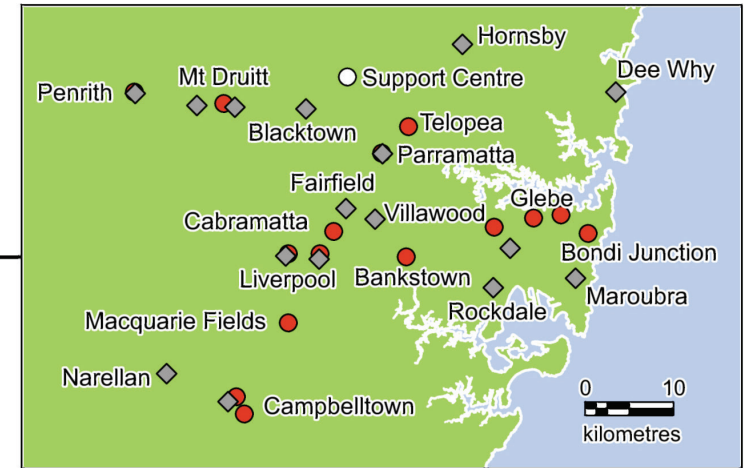 Hornsby
Dee Why
Mt Druitt
Support Centre
Penrith
Blacktown
Telopea
Parramatta
Fairfield
Glebe
Villawood
Cabramatta
Bondi Junction
Liverpool
Bankstown
Maroubra
Rockdale
Macquarie Fields
Narellan
Campbelltown
0 10
kilometres